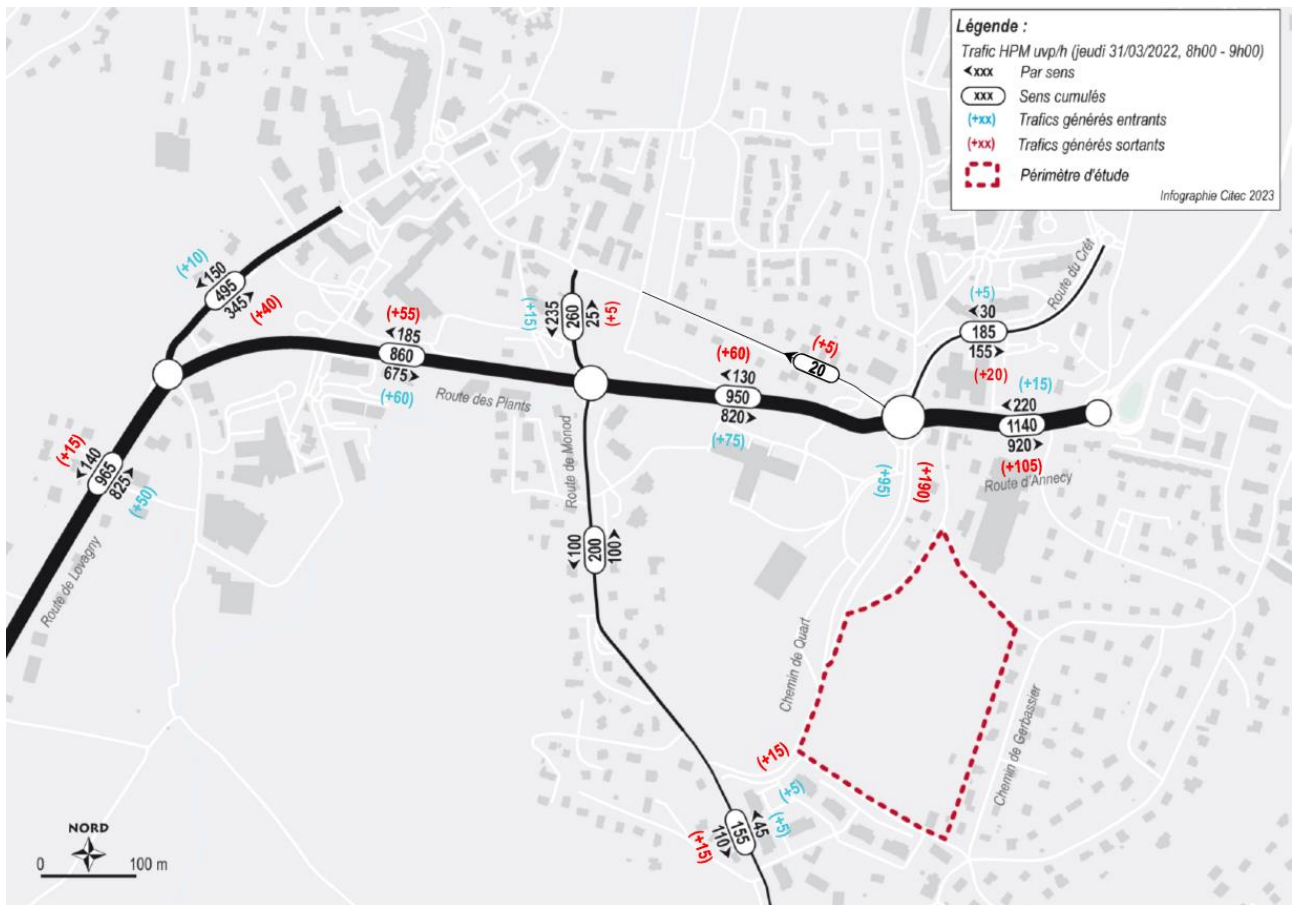 Légende :
Trafic HPM uvp/h (jeudi 31/03/2022, 8h00 - 9h00)
xxx Par sens
xxx Sens cumulés
(+xx) Trafics générés entrants
(+xx) Trafics générés sortants
Périmètre d'étude
Infographie Citec 2023
(+10)
150
495
345
(+40)
(+55)
185
860
675
(+60)
Route des Plants
(+15)
235
260
25
(+5)
(+60)
130
950
820
(+75)
(+5)
20
(+5)
30
185
155
(+20)
Route du Crêt
(+15)
220
1140
920
(+105)
Route d'Annecy
(+15)
140
965
825
(+50)
Route de Lovagny
Route de Monod
100
200
100
(+95)
(+190)
Chemin de Quart
Chemin de Gerbassier
(+15)
(+5)
(+5)
45
155
110
(+15)
NORD
0 100 m